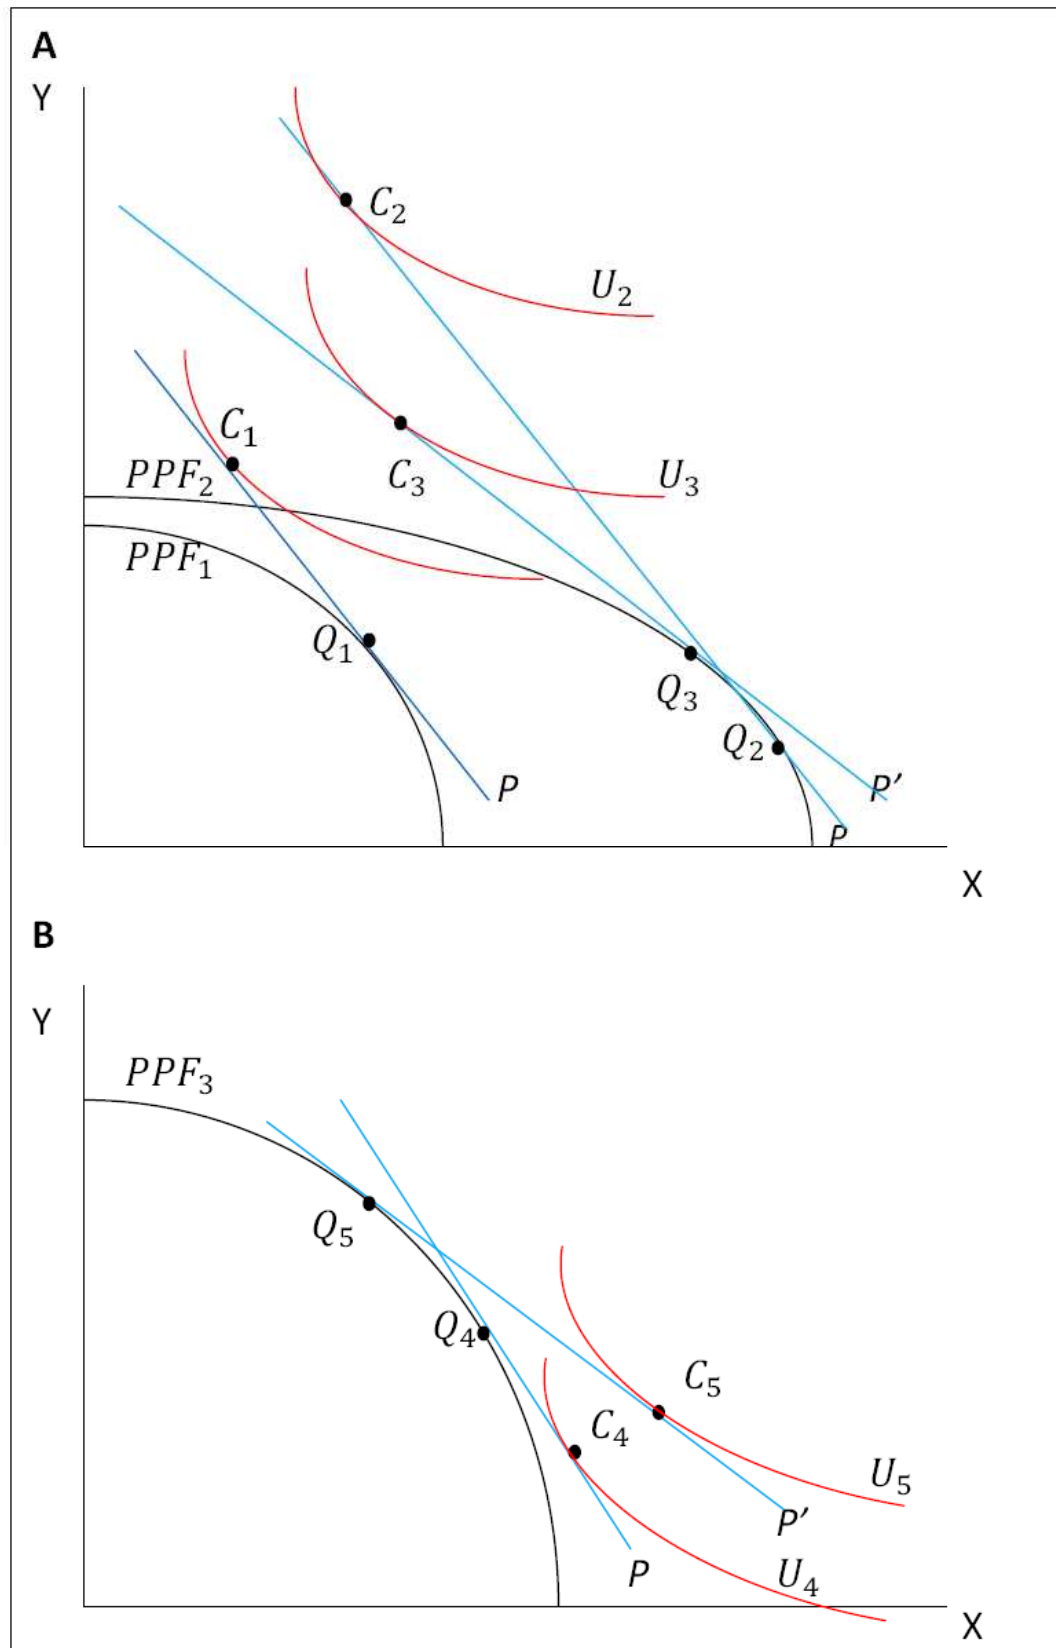 A
Y
C₂
U₂
C₁
PPF₂
C₃
U₃
PPF₁
Q₁
Q₃
Q₂
P
P′
P
X
B
Y
PPF₃
Q₅
Q₄
C₅
C₄
U₅
P′
P
U₄
X